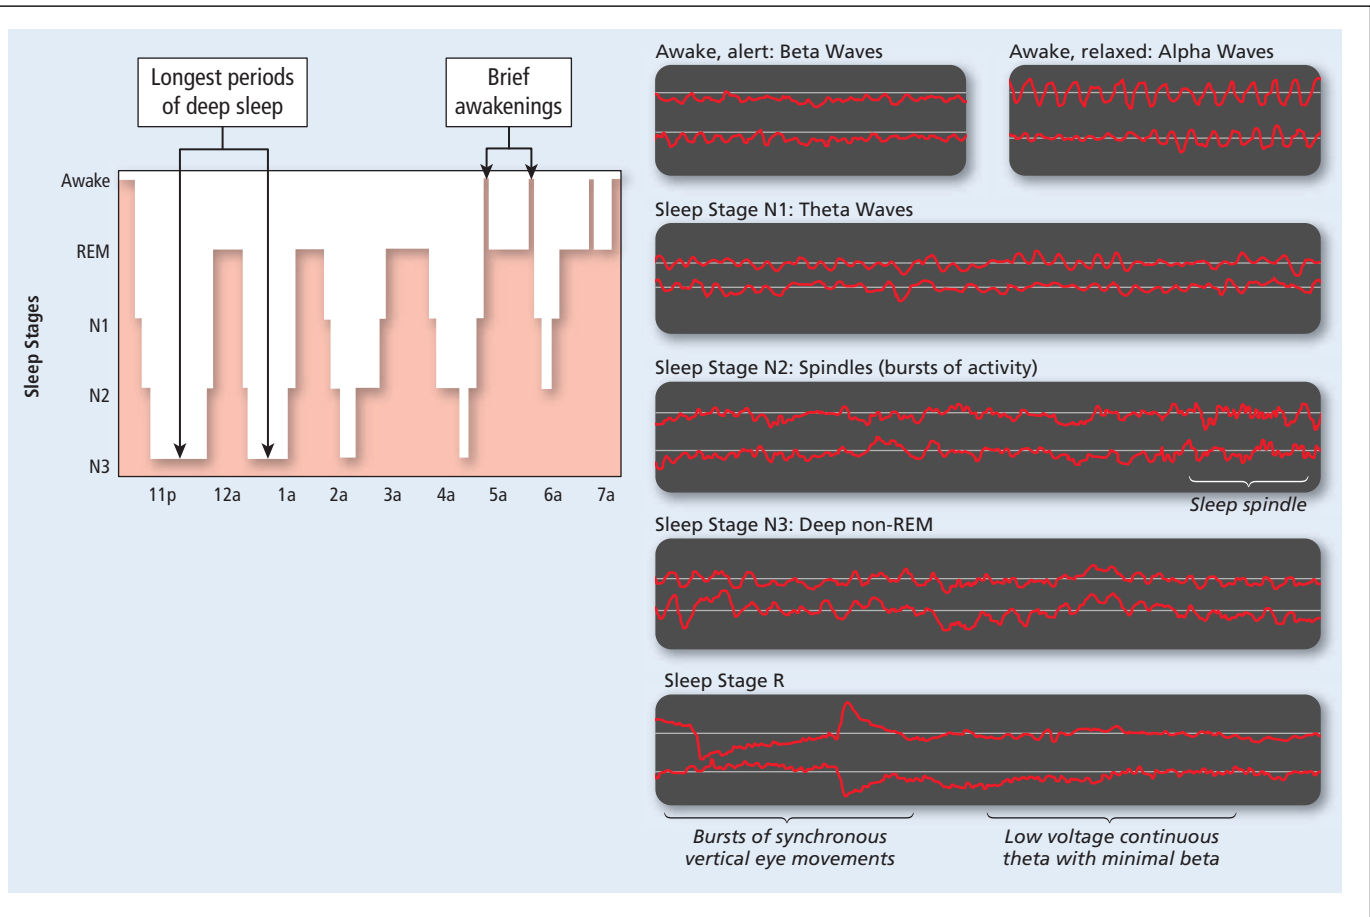 Longest periods
of deep sleep
Brief
awakenings
Sleep Stages
Awake
REM
N1
N2
N3
11p 12a 1a 2a 3a 4a 5a 6a 7a
Awake, alert: Beta Waves
Awake, relaxed: Alpha Waves
Sleep Stage N1: Theta Waves
Sleep Stage N2: Spindles (bursts of activity)
Sleep spindle
Sleep Stage N3: Deep non-REM
Sleep Stage R
Bursts of synchronous
vertical eye movements
Low voltage continuous
theta with minimal beta